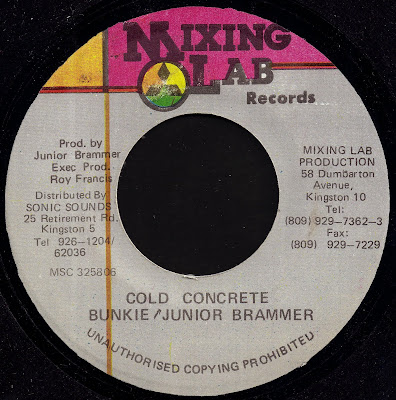 MIXING
LAB
Records
Prod. by
Junior Brammer
Exec Prod.
Roy Francis
Distributed By
SONIC SOUNDS
25 Retirement Rd.
Kingston 5
Tel 926-1204/
62036
MSC 325806
MIXING LAB
PRODUCTION
58 Dumbarton
Avenue,
Kingston 10
Tel:
(809) 929-7362-3
Fax:
(809) 929-7229
COLD CONCRETE
BUNKIE/JUNIOR BRAMMER
UNAUTHORISED COPYING PROHIBITED